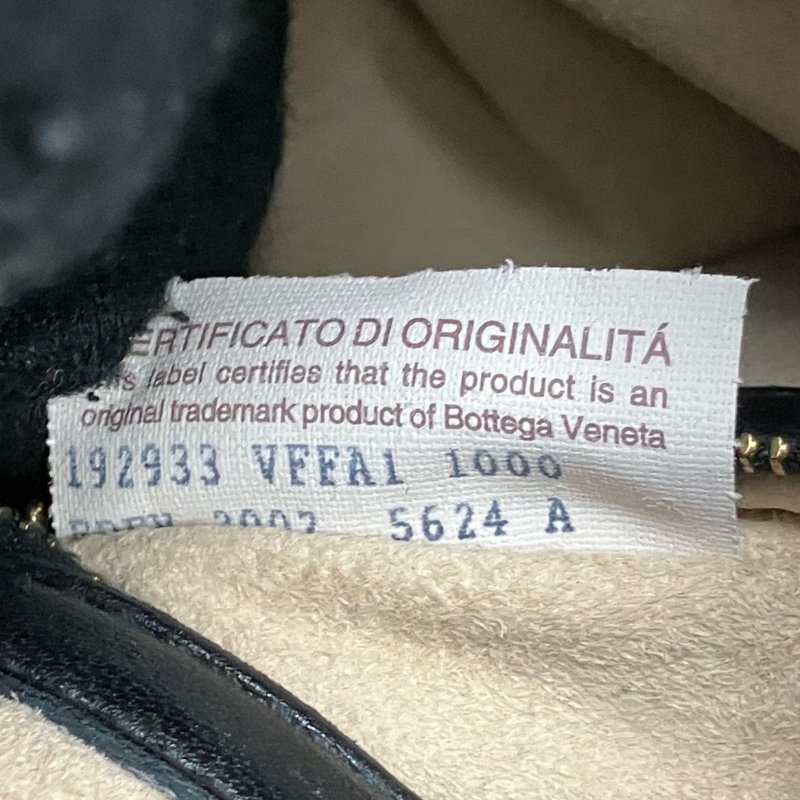 ERTIFICATO DI ORIGINALITÁ
label certifies that the product is an
original trademark product of Bottega Veneta
192933 VFFA1 1000
5624 A